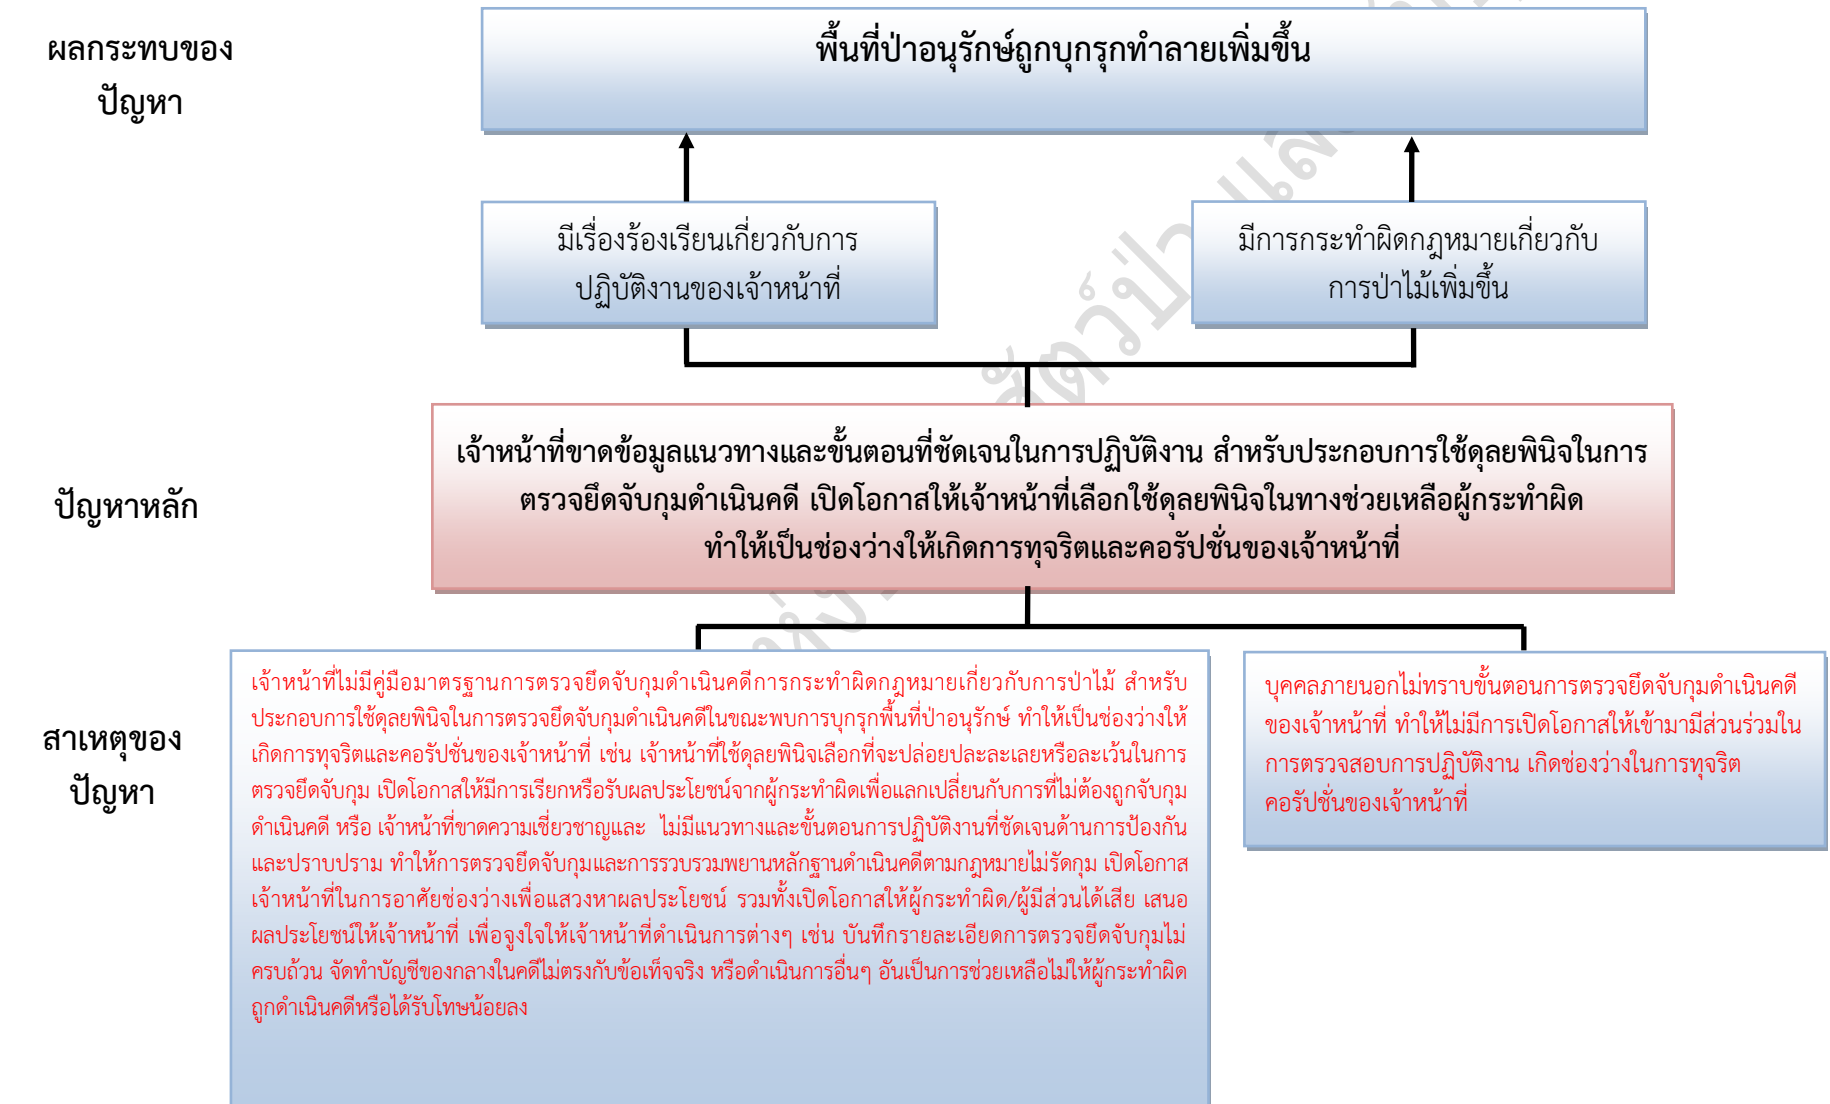 ผลกระทบของ
ปัญหา
พื้นที่ป่าอนุรักษ์ถูกบุกรุกทำลายเพิ่มขึ้น
มีเรื่องร้องเรียนเกี่ยวกับการ
ปฏิบัติงานของเจ้าหน้าที่
มีการกระทำผิดกฎหมายเกี่ยวกับ
การป่าไม้เพิ่มขึ้น
ปัญหาหลัก
เจ้าหน้าที่ขาดข้อมูลแนวทางและขั้นตอนที่ชัดเจนในการปฏิบัติงาน สำหรับประกอบการใช้ดุลยพินิจในการ
ตรวจยึดจับกุมดำเนินคดี เปิดโอกาสให้เจ้าหน้าที่เลือกใช้ดุลยพินิจในทางช่วยเหลือผู้กระทำผิด
ทำให้เป็นช่องว่างให้เกิดการทุจริตและคอรัปชั่นของเจ้าหน้าที่
สาเหตุของ
ปัญหา
เจ้าหน้าที่ไม่มีคู่มือมาตรฐานการตรวจยึดจับกุมดำเนินคดีการกระทำผิดกฎหมายเกี่ยวกับการป่าไม้ สำหรับ
ประกอบการใช้ดุลยพินิจในการตรวจยึดจับกุมดำเนินคดีในขณะพบการบุกรุกพื้นที่ป่าอนุรักษ์ ทำให้เป็นช่องว่างให้
เกิดการทุจริตและคอรัปชั่นของเจ้าหน้าที่ เช่น เจ้าหน้าที่ใช้ดุลยพินิจเลือกที่จะปล่อยปละละเลยหรือละเว้นในการ
ตรวจยึดจับกุม เปิดโอกาสให้มีการเรียกหรือรับผลประโยชน์จากผู้กระทำผิดเพื่อแลกเปลี่ยนกับการที่ไม่ต้องถูกจับกุม
ดำเนินคดี หรือ เจ้าหน้าที่ขาดความเชี่ยวชาญและ ไม่มีแนวทางและขั้นตอนการปฏิบัติงานที่ชัดเจนด้านการป้องกัน
และปราบปราม ทำให้การตรวจยึดจับกุมและการรวบรวมพยานหลักฐานดำเนินคดีตามกฎหมายไม่รัดกุม เปิดโอกาส
เจ้าหน้าที่ในการอาศัยช่องว่างเพื่อแสวงหาผลประโยชน์ รวมทั้งเปิดโอกาสให้ผู้กระทำผิด/ผู้มีส่วนได้เสีย เสนอ
ผลประโยชน์ให้เจ้าหน้าที่ เพื่อจูงใจให้เจ้าหน้าที่ดำเนินการต่างๆ เช่น บันทึกรายละเอียดการตรวจยึดจับกุมไม่
ครบถ้วน จัดทำบัญชีของกลางในคดีไม่ตรงกับข้อเท็จจริง หรือดำเนินการอื่นๆ อันเป็นการช่วยเหลือไม่ให้ผู้กระทำผิด
ถูกดำเนินคดีหรือได้รับโทษน้อยลง
บุคคลภายนอกไม่ทราบขั้นตอนการตรวจยึดจับกุมดำเนินคดี
ของเจ้าหน้าที่ ทำให้ไม่มีการเปิดโอกาสให้เข้ามามีส่วนร่วมใน
การตรวจสอบการปฏิบัติงาน เกิดช่องว่างในการทุจริต
คอรัปชั่นของเจ้าหน้าที่